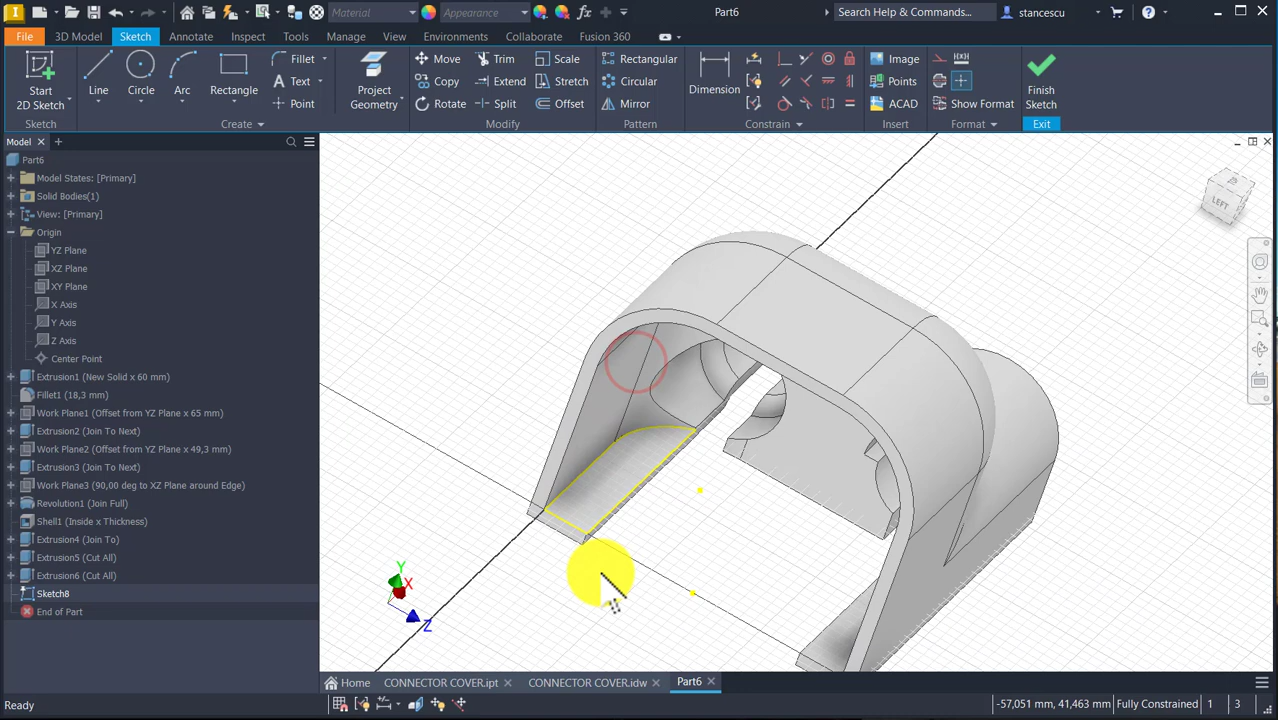 Material
Appearance
Part6
Search Help & Commands...
stancescu
File
3D Model
Sketch
Annotate
Inspect
Tools
Manage
View
Environments
Collaborate
Fusion 360
Start
2D Sketch
Line
Circle
Arc
Rectangle
Fillet
Text
Point
Project
Geometry
Move
Copy
Rotate
Trim
Extend
Split
Scale
Stretch
Offset
Rectangular
Circular
Mirror
Dimension
Image
Points
ACAD
Show Format
Finish
Sketch
Sketch
Create
Modify
Pattern
Constrain
Insert
Format
Exit
Model
Part6
Model States: [Primary]
Solid Bodies(1)
View: [Primary]
Origin
YZ Plane
XZ Plane
XY Plane
X Axis
Y Axis
Z Axis
Center Point
Extrusion1 (New Solid x 60 mm)
Fillet1 (18,3 mm)
Work Plane1 (Offset from YZ Plane x 65 mm)
Extrusion2 (Join To Next)
Work Plane2 (Offset from YZ Plane x 49,3 mm)
Extrusion3 (Join To Next)
Work Plane3 (90,00 deg to XZ Plane around Edge)
Revolution1 (Join Full)
Shell1 (Inside x Thickness)
Extrusion4 (Join To)
Extrusion5 (Cut All)
Extrusion6 (Cut All)
Sketch8
End of Part
LEFT
Y
X
Z
Home
CONNECTOR COVER.ipt
CONNECTOR COVER.idw
Part6
Ready
-57,051 mm, 41,463 mm
Fully Constrained
1
3